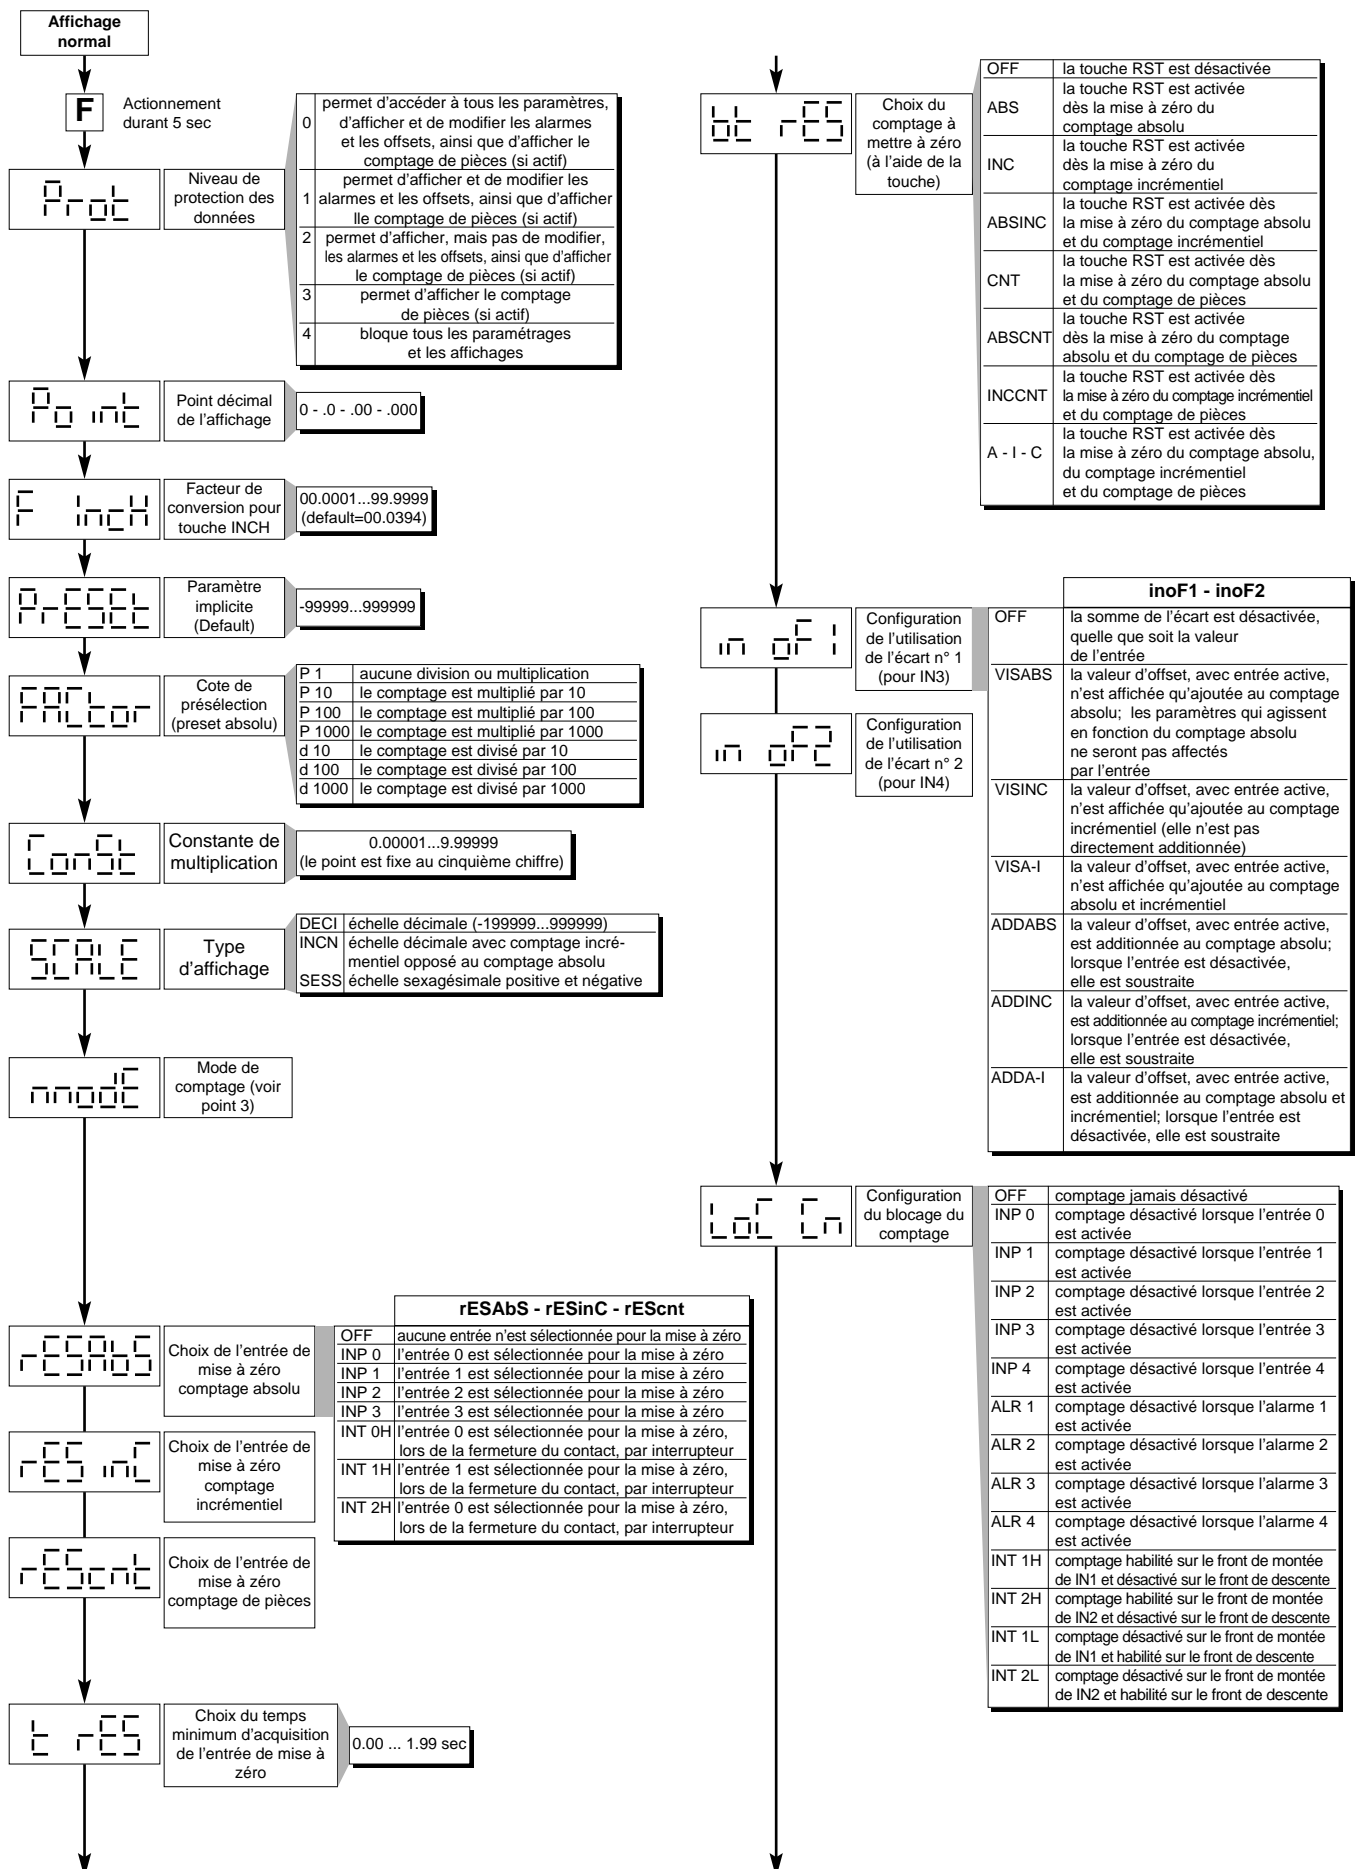 Affichage
normal
F
Actionnement
durant 5 sec
Prot
Niveau de
protection des
données
0
permet d'accéder à tous les paramètres,
d'afficher et de modifier les alarmes
et les offsets, ainsi que d'afficher le
comptage de pièces (si actif)
1
permet d'afficher et de modifier les
alarmes et les offsets, ainsi que d'afficher
lle comptage de pièces (si actif)
2
permet d'afficher, mais pas de modifier,
les alarmes et les offsets, ainsi que d'afficher
le comptage de pièces (si actif)
3
permet d'afficher le comptage
de pièces (si actif)
4
bloque tous les paramétrages
et les affichages
Point
Point décimal
de l'affichage
0 - .0 - .00 - .000
F IncH
Facteur de
conversion pour
touche INCH
00.0001...99.9999
(default=00.0394)
PrESEt
Paramètre
implicite
(Default)
-99999...999999
FACtor
Cote de
présélection
(preset absolu)
P 1 aucune division ou multiplication
P 10 le comptage est multiplié par 10
P 100 le comptage est multiplié par 100
P 1000 le comptage est multiplié par 1000
d 10 le comptage est divisé par 10
d 100 le comptage est divisé par 100
d 1000 le comptage est divisé par 1000
ConSt
Constante de
multiplication
0.00001...9.99999
(le point est fixe au cinquième chiffre)
SCALE
Type
d'affichage
DECI échelle décimale (-199999...999999)
INCN échelle décimale avec comptage incré-
mentiel opposé au comptage absolu
SESS échelle sexagésimale positive et négative
nnodE
Mode de
comptage (voir
point 3)
rESAbS - rESinC - rEScnt
rESAbS
Choix de l'entrée de
mise à zéro
comptage absolu
OFF aucune entrée n'est sélectionnée pour la mise à zéro
INP 0 l'entrée 0 est sélectionnée pour la mise à zéro
INP 1 l'entrée 1 est sélectionnée pour la mise à zéro
INP 2 l'entrée 2 est sélectionnée pour la mise à zéro
INP 3 l'entrée 3 est sélectionnée pour la mise à zéro
INT 0H l'entrée 0 est sélectionnée pour la mise à zéro,
lors de la fermeture du contact, par interrupteur
INT 1H l'entrée 1 est sélectionnée pour la mise à zéro,
lors de la fermeture du contact, par interrupteur
INT 2H l'entrée 0 est sélectionnée pour la mise à zéro,
lors de la fermeture du contact, par interrupteur
rES inC
Choix de l'entrée de
mise à zéro
comptage
incrémentiel
rEScnt
Choix de l'entrée de
mise à zéro
comptage de pièces
t rES
Choix du temps
minimum d'acquisition
de l'entrée de mise à
zéro
0.00 ... 1.99 sec
bt rES
Choix du
comptage à
mettre à zéro
(à l'aide de la
touche)
OFF la touche RST est désactivée
ABS
la touche RST est activée
dès la mise à zéro du
comptage absolu
INC
la touche RST est activée
dès la mise à zéro du
comptage incrémentiel
ABSINC
la touche RST est activée dès
la mise à zéro du comptage absolu
et du comptage incrémentiel
CNT
la touche RST est activée dès
la mise à zéro du comptage absolu
et du comptage de pièces
ABSCNT
la touche RST est activée
dès la mise à zéro du comptage
absolu et du comptage de pièces
INCCNT
la touche RST est activée dès
la mise à zéro du comptage incrémentiel
et du comptage de pièces
A - I - C
la touche RST est activée dès
la mise à zéro du comptage absolu,
du comptage incrémentiel
et du comptage de pièces
inoF1 - inoF2
in oF1
Configuration
de l'utilisation
de l'écart n° 1
(pour IN3)
in oF2
Configuration
de l'utilisation
de l'écart n° 2
(pour IN4)
OFF la somme de l'écart est désactivée,
quelle que soit la valeur
de l'entrée
VISABS la valeur d'offset, avec entrée active,
n'est affichée qu'ajoutée au comptage
absolu; les paramètres qui agissent
en fonction du comptage absolu
ne seront pas affectés
par l'entrée
VISINC la valeur d'offset, avec entrée active,
n'est affichée qu'ajoutée au comptage
incrémentiel (elle n'est pas
directement additionnée)
VISA-I la valeur d'offset, avec entrée active,
n'est affichée qu'ajoutée au comptage
absolu et incrémentiel
ADDABS la valeur d'offset, avec entrée active,
est additionnée au comptage absolu;
lorsque l'entrée est désactivée,
elle est soustraite
ADDINC la valeur d'offset, avec entrée active,
est additionnée au comptage incrémentiel;
lorsque l'entrée est désactivée,
elle est soustraite
ADDA-I la valeur d'offset, avec entrée active,
est additionnée au comptage absolu et
incrémentiel; lorsque l'entrée est
désactivée, elle est soustraite
LoC Cn
Configuration
du blocage du
comptage
OFF comptage jamais désactivé
INP 0 comptage désactivé lorsque l'entrée 0
est activée
INP 1 comptage désactivé lorsque l'entrée 1
est activée
INP 2 comptage désactivé lorsque l'entrée 2
est activée
INP 3 comptage désactivé lorsque l'entrée 3
est activée
INP 4 comptage désactivé lorsque l'entrée 4
est activée
ALR 1 comptage désactivé lorsque l'alarme 1
est activée
ALR 2 comptage désactivé lorsque l'alarme 2
est activée
ALR 3 comptage désactivé lorsque l'alarme 3
est activée
ALR 4 comptage désactivé lorsque l'alarme 4
est activée
INT 1H comptage habilité sur le front de montée
de IN1 et désactivé sur le front de descente
INT 2H comptage habilité sur le front de montée
de IN2 et désactivé sur le front de descente
INT 1L comptage désactivé sur le front de montée
de IN1 et habilité sur le front de descente
INT 2L comptage désactivé sur le front de montée
de IN2 et habilité sur le front de descente